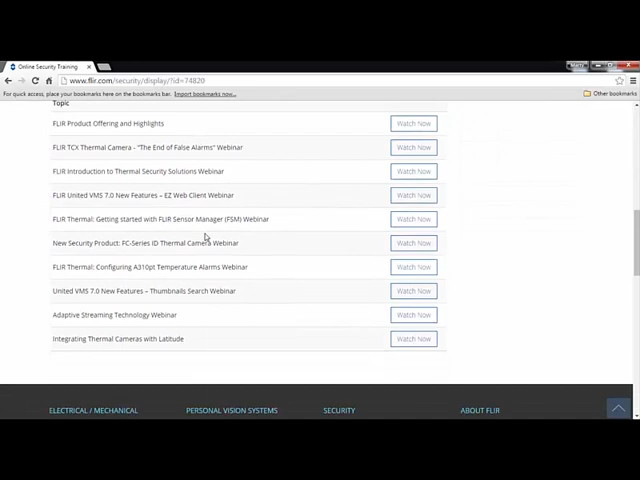 Online Security Training
www.flir.com/security/display/?id=74820
For quick access, place your bookmarks here on the bookmarks bar. Import bookmarks now...
Other bookmarks
Topic
FLIR Product Offering and Highlights
Watch Now
FLIR TCX Thermal Camera - "The End of False Alarms" Webinar
Watch Now
FLIR Introduction to Thermal Security Solutions Webinar
Watch Now
FLIR United VMS 7.0 New Features – EZ Web Client Webinar
Watch Now
FLIR Thermal: Getting started with FLIR Sensor Manager (FSM) Webinar
Watch Now
New Security Product: FC-Series ID Thermal Camera Webinar
Watch Now
FLIR Thermal: Configuring A310pt Temperature Alarms Webinar
Watch Now
United VMS 7.0 New Features – Thumbnails Search Webinar
Watch Now
Adaptive Streaming Technology Webinar
Watch Now
Integrating Thermal Cameras with Latitude
Watch Now
ELECTRICAL / MECHANICAL
PERSONAL VISION SYSTEMS
SECURITY
ABOUT FLIR